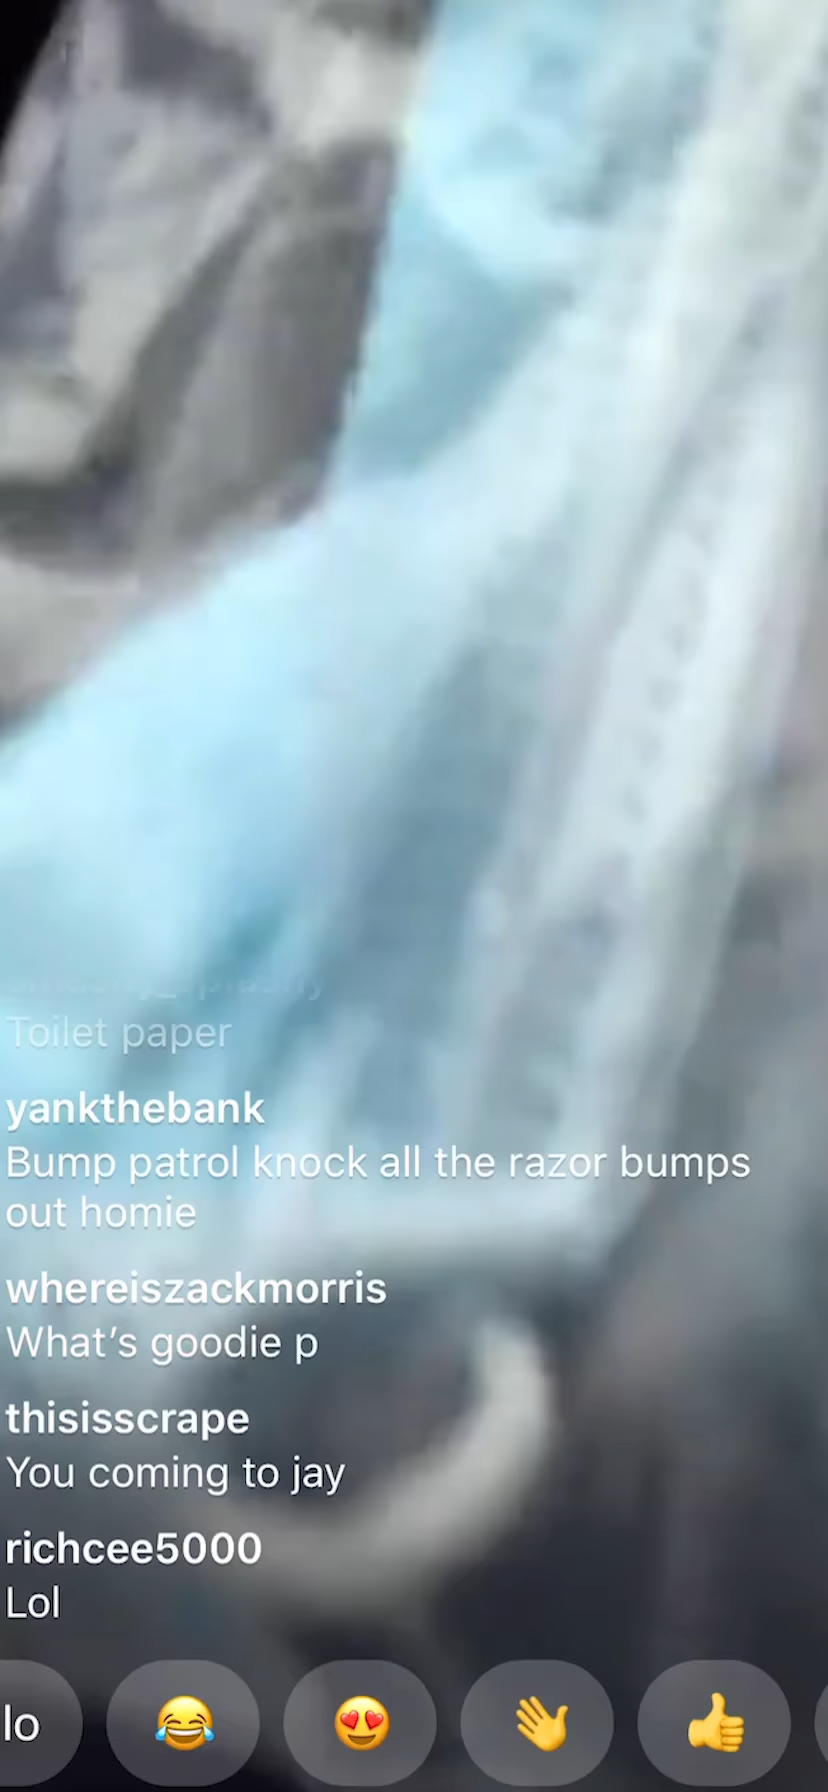 Toilet paper
yankthebank
Bump patrol knock all the razor bumps
out homie
whereiszackmorris
What’s goodie p
thisisscrape
You coming to jay
richcee5000
Lol
lo